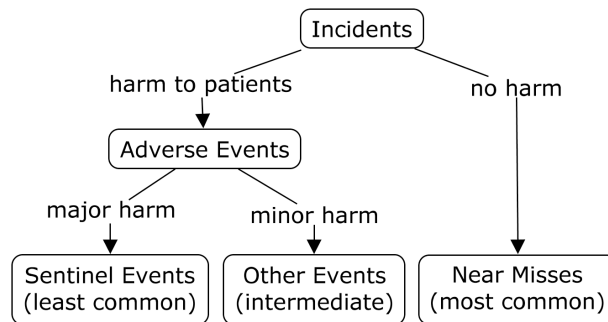 Incidents
harm to patients
no harm
Adverse Events
major harm
minor harm
Sentinel Events
(least common)
Other Events
(intermediate)
Near Misses
(most common)